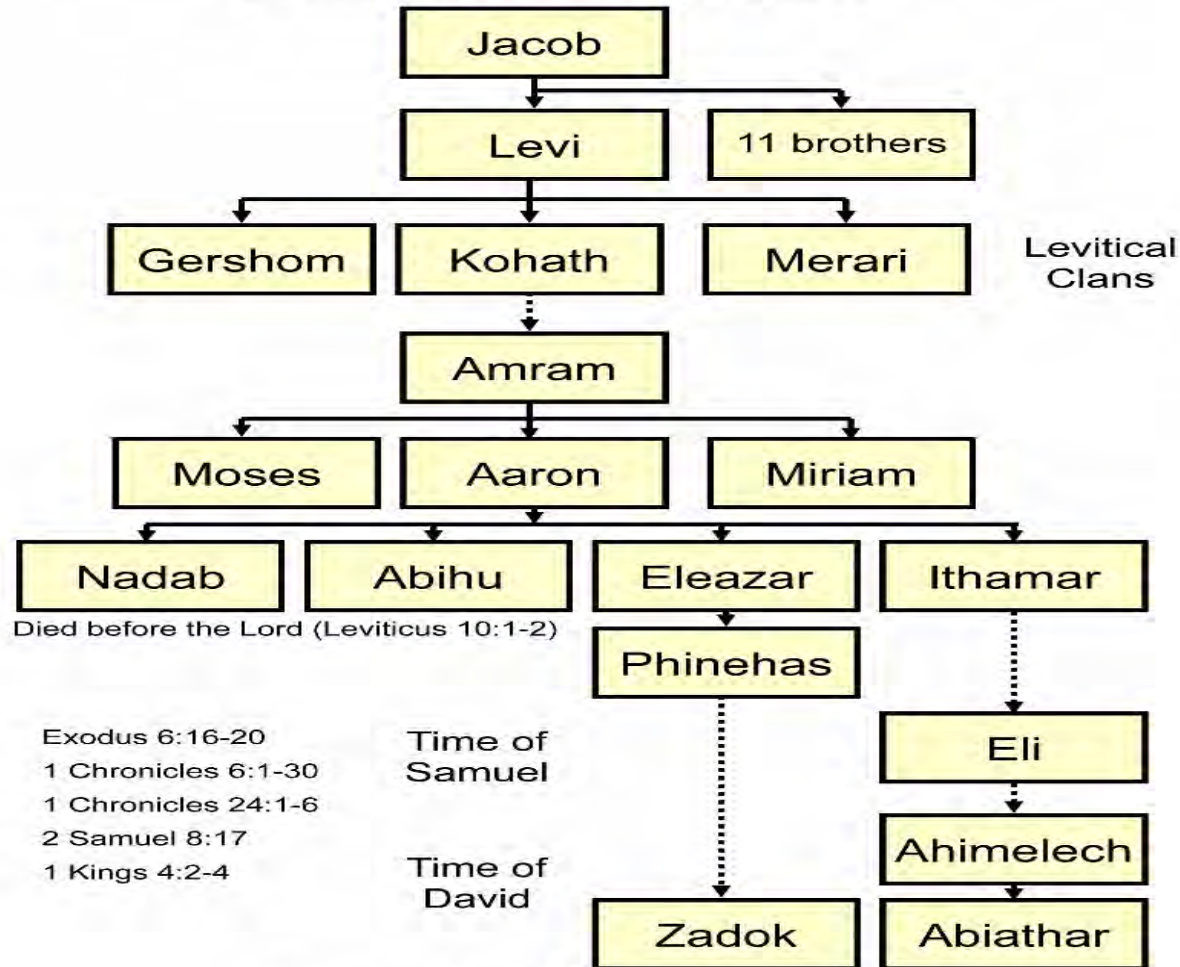 Jacob
Levi
11 brothers
Gershom
Kohath
Merari
Levitical
Clans
Amram
Moses
Aaron
Miriam
Nadab
Abihu
Eleazar
Ithamar
Died before the Lord (Leviticus 10:1-2)
Phinehas
Exodus 6:16-20
1 Chronicles 6:1-30
1 Chronicles 24:1-6
2 Samuel 8:17
1 Kings 4:2-4
Time of
Samuel
Eli
Ahimelech
Time of
David
Zadok
Abiathar